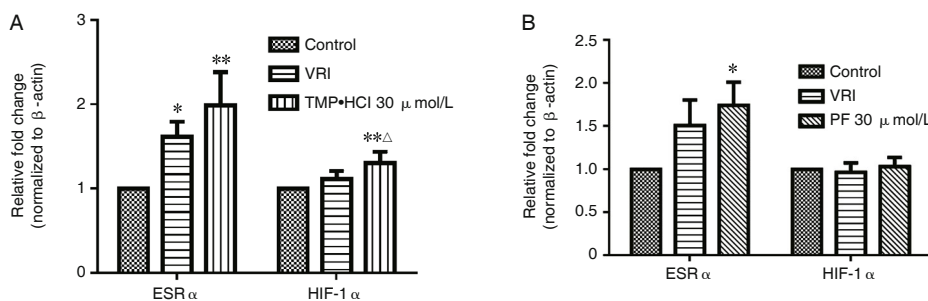 A
Relative fold change
(normalized to β -actin)
3
2
1
0
Control
VRI
TMP•HCl 30 μ mol/L
*
**
**△
ESR α
HIF-1 α
B
Relative fold change
(normalized to β -actin)
2.5
2.0
1.5
1.0
0.5
0
Control
VRI
PF 30 μ mol/L
*
ESR α
HIF-1 α